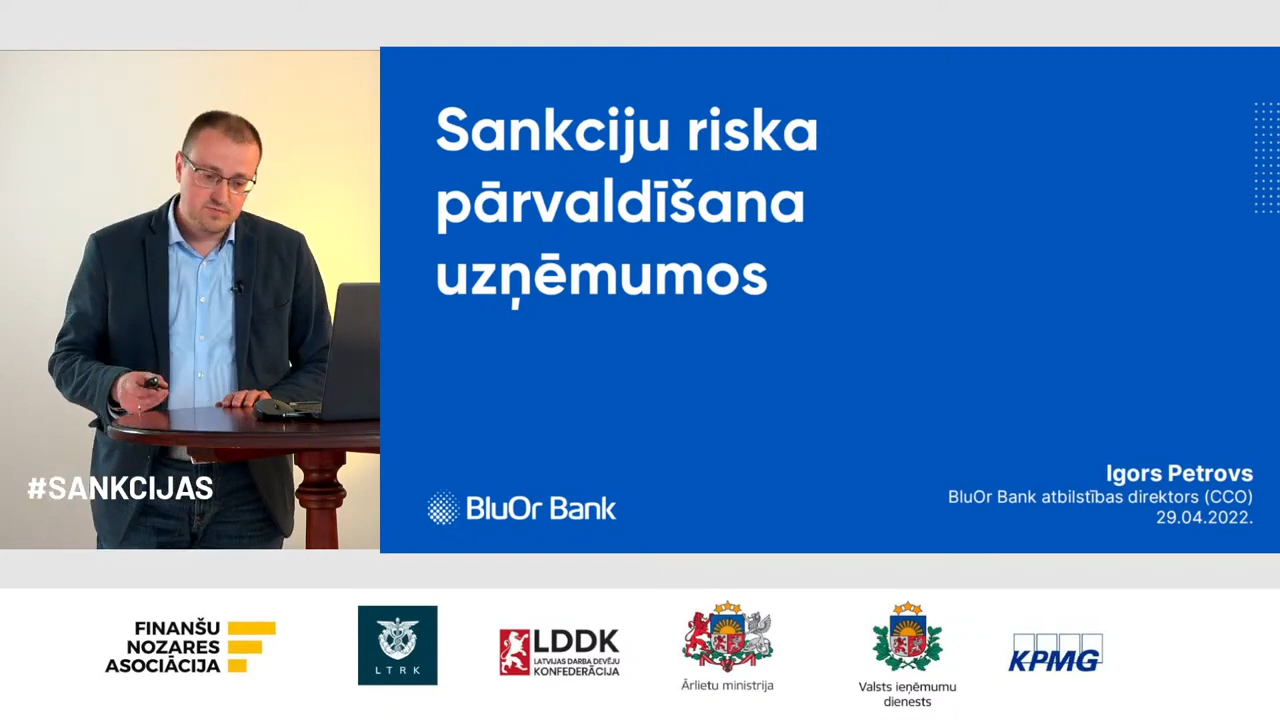 Sankciju riska
pārvaldīšana
uzņēmumos
#SANKCIJAS
BluOr Bank
Igors Petrovs
BluOr Bank atbilstības direktors (CCO)
29.04.2022.
FINANŠU
NOZARES
ASOCIĀCIJA
LTRK
LDDK
LATVIJAS DARBA DEVĒJU
KONFEDERĀCIJA
Ārlietu ministrija
Valsts ieņēmumu
dienests
KPMG